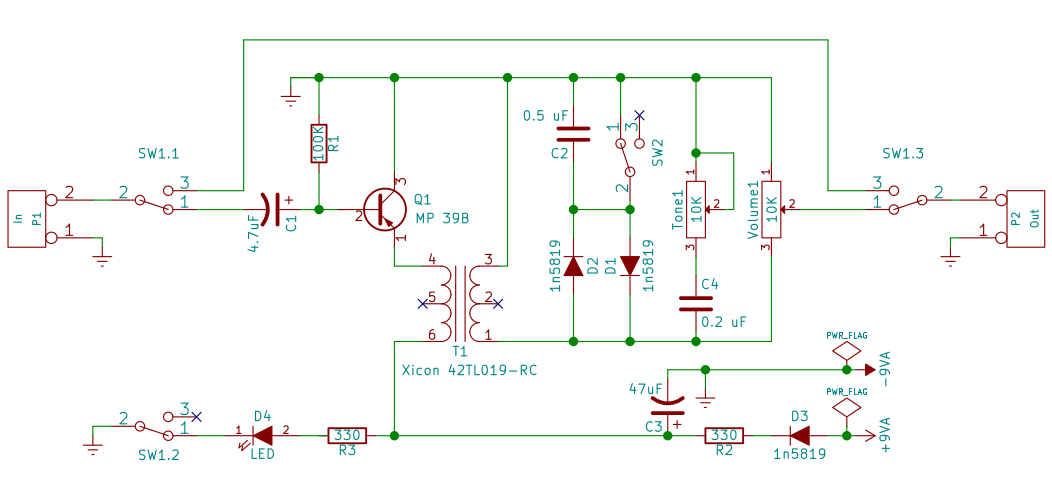 0.5 uF
1
3
C2
SW2
2
100K
R1
SW1.1
SW1.3
In
P1
2
1
2
3
1
4.7uF
C1
+
2
3
1
Q1
MP 39B
Tone1
10K
1
2
3
Volume1
10K
1
2
3
3
1
2
2
1
P2
Out
4
5
6
3
2
1
T1
Xicon 42TL019-RC
1n5819
D2
D1
1n5819
C4
0.2 uF
PWR_FLAG
-9VA
47uF
C3
+
PWR_FLAG
+9VA
2
3
1
SW1.2
D4
1
2
LED
330
R3
330
R2
D3
1n5819